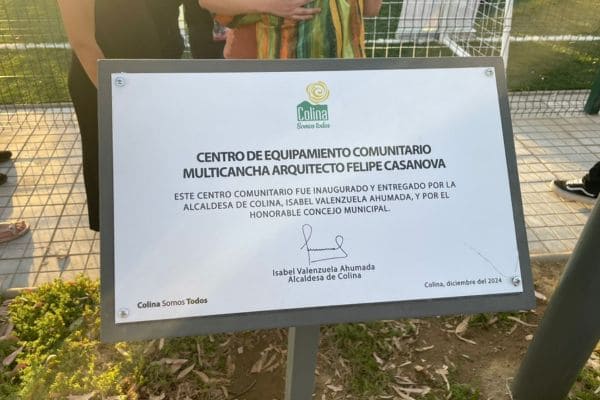 Colina
Somos Todos
CENTRO DE EQUIPAMIENTO COMUNITARIO
MULTICANCHA ARQUITECTO FELIPE CASANOVA
ESTE CENTRO COMUNITARIO FUE INAUGURADO Y ENTREGADO POR LA
ALCALDESA DE COLINA, ISABEL VALENZUELA AHUMADA, Y POR EL
HONORABLE CONCEJO MUNICIPAL.
Isabel Valenzuela Ahumada
Alcaldesa de Colina
Colina Somos Todos
Colina, diciembre del 2024